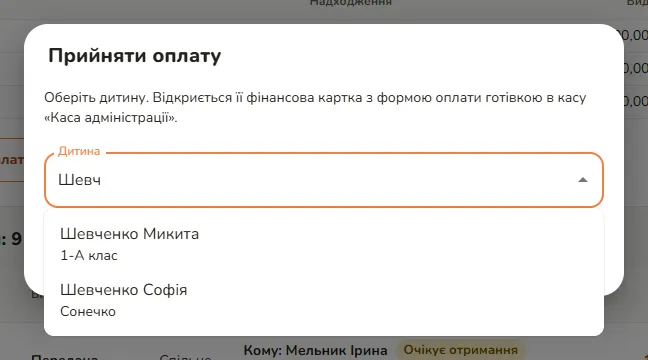 Надходження
Прийняти оплату
Оберіть дитину. Відкриється її фінансова картка з формою оплати готівкою в касу
«Каса адміністрації».
Дитина
Шевч
Шевченко Микита
1-А клас
Шевченко Софія
Сонечко
Кому: Мельник Ірина
Очікує отримання